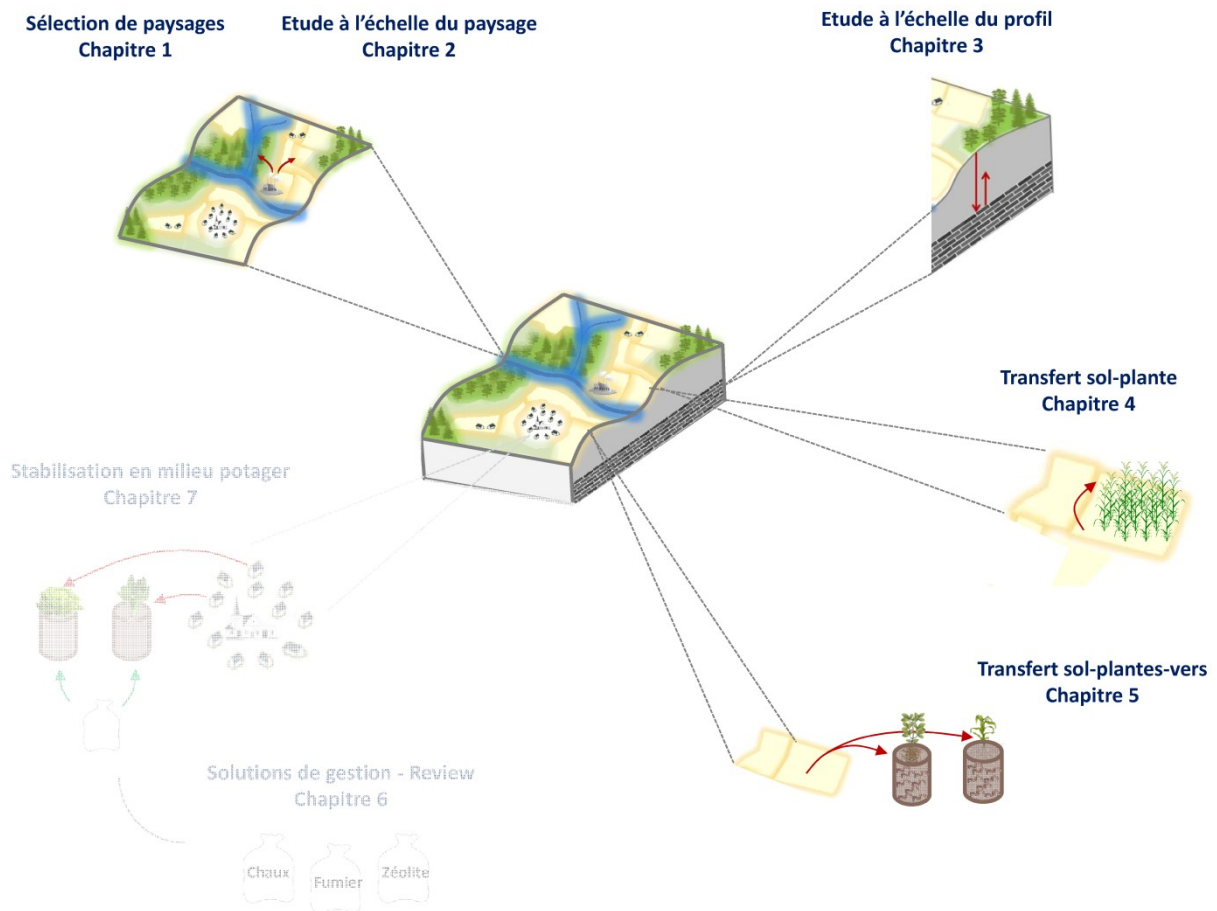 Sélection de paysages
Chapitre 1
Etude à l'échelle du paysage
Chapitre 2
Etude à l'échelle du profil
Chapitre 3
Transfert sol-plante
Chapitre 4
Stabilisation en milieu potager
Chapitre 7
Transfert sol-plantes-vers
Chapitre 5
Solutions de gestion - Review
Chapitre 6
Chaux
Fumier
Zéolite